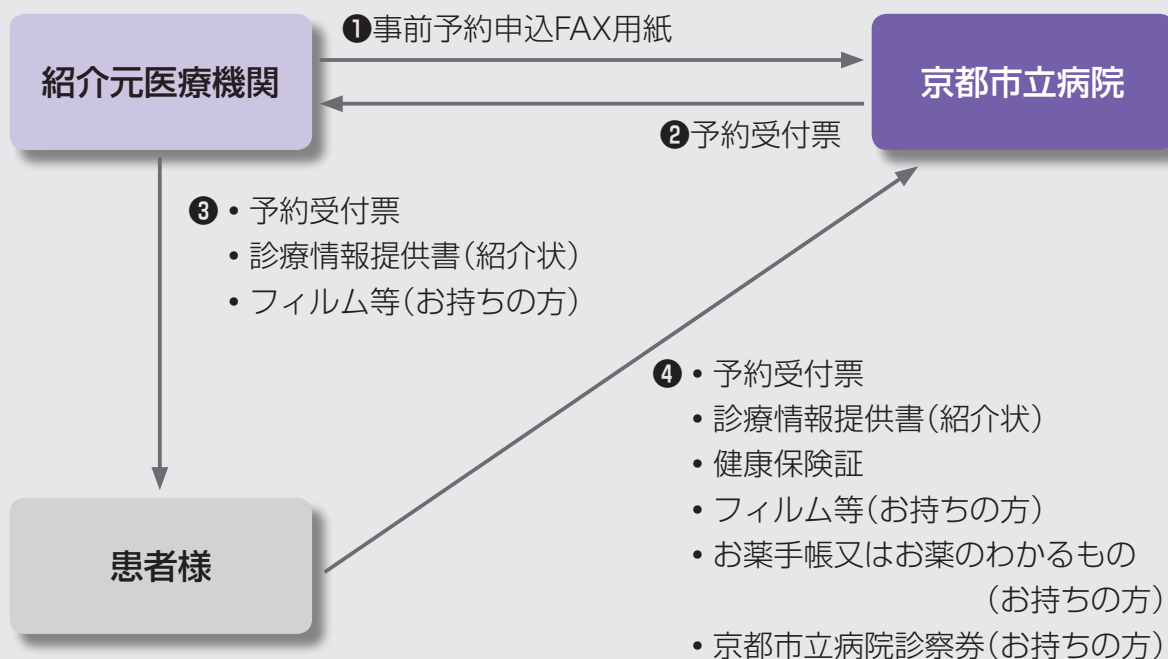 ❶事前予約申込FAX用紙
紹介元医療機関
京都市立病院
❷予約受付票
❸・予約受付票
・診療情報提供書(紹介状)
・フィルム等(お持ちの方)
❹・予約受付票
・診療情報提供書(紹介状)
・健康保険証
・フィルム等(お持ちの方)
・お薬手帳又はお薬のわかるもの
(お持ちの方)
・京都市立病院診察券(お持ちの方)
患者様